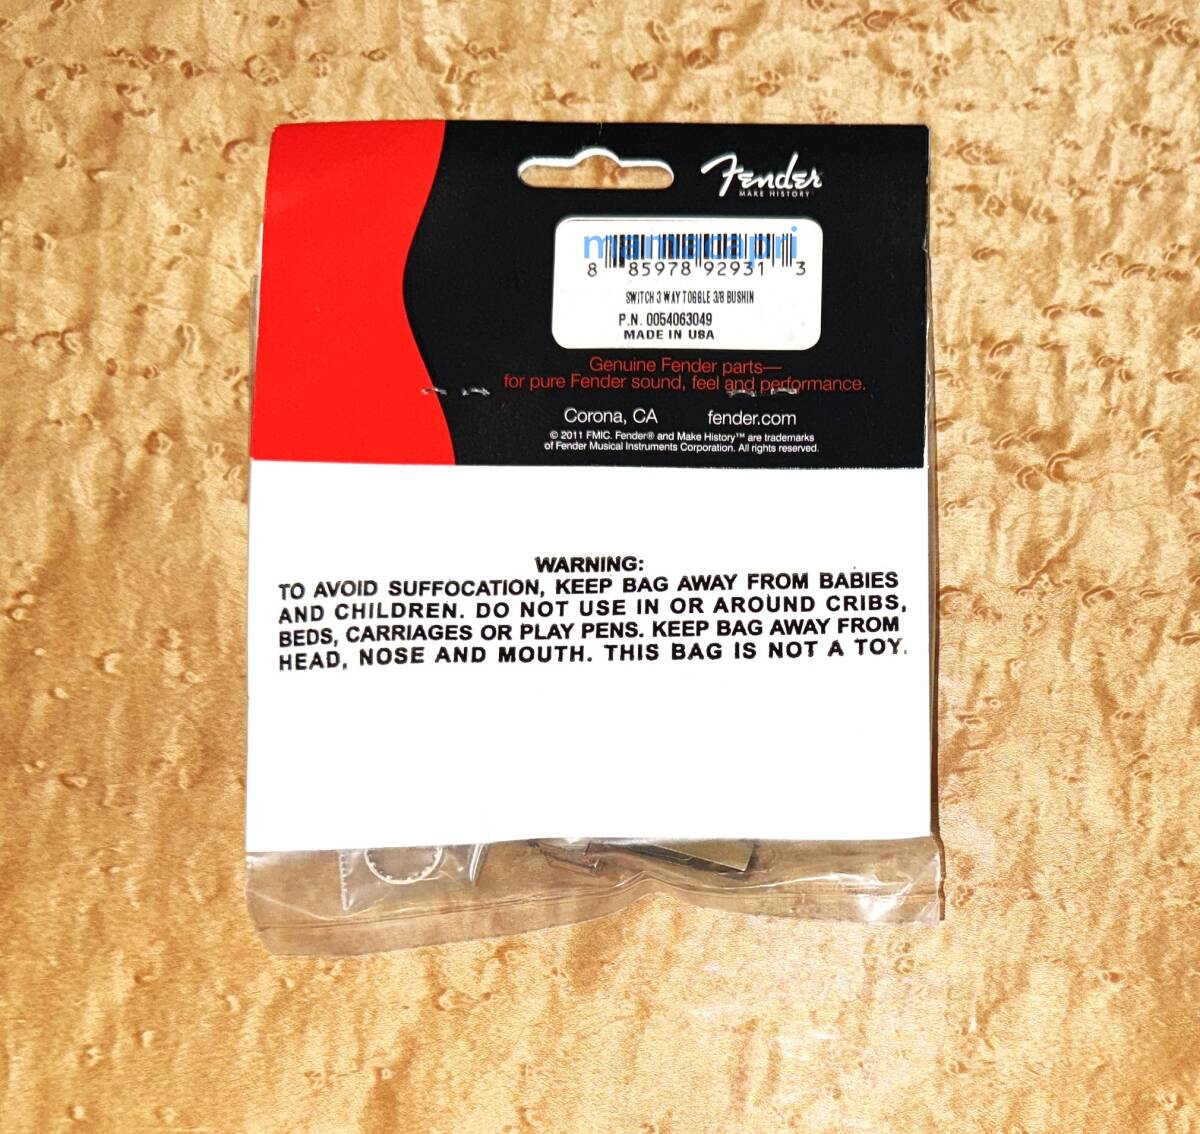 Fender
MAKE HISTORY
mamacapri
8 85978 92931 3
SWITCH 3 WAY TOGGLE 3/8 BUSHIN
P.N. 0054063049
MADE IN USA
Genuine Fender parts—
for pure Fender sound, feel and performance.
Corona, CA fender.com
© 2011 FMIC. Fender® and Make History™ are trademarks
of Fender Musical Instruments Corporation. All rights reserved.
WARNING:
TO AVOID SUFFOCATION, KEEP BAG AWAY FROM BABIES
AND CHILDREN. DO NOT USE IN OR AROUND CRIBS,
BEDS, CARRIAGES OR PLAY PENS. KEEP BAG AWAY FROM
HEAD, NOSE AND MOUTH. THIS BAG IS NOT A TOY.